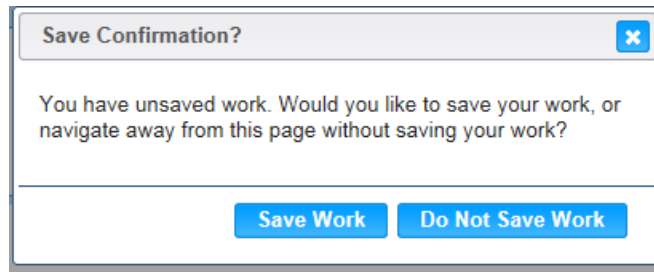 Save Confirmation?
You have unsaved work. Would you like to save your work, or
navigate away from this page without saving your work?
Save Work Do Not Save Work